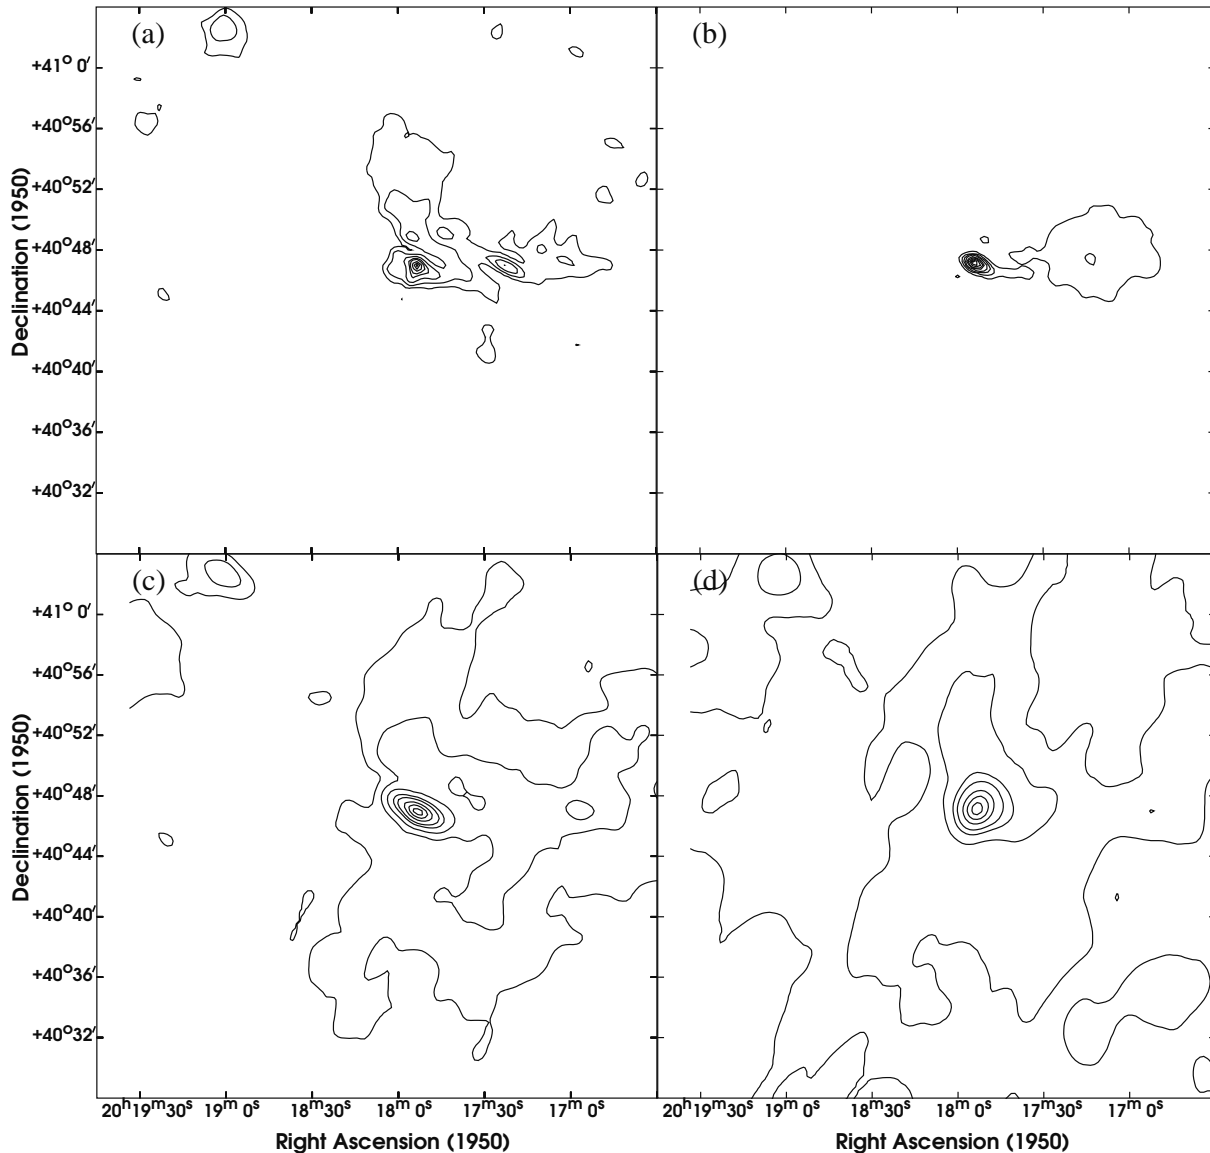 (a)
(b)
+41° 0′
+40° 56′
+40° 52′
+40° 48′
+40° 44′
+40° 40′
+40° 36′
+40° 32′
Declination (1950)
(c)
(d)
+41° 0′
+40° 56′
+40° 52′
+40° 48′
+40° 44′
+40° 40′
+40° 36′
+40° 32′
Declination (1950)
20ʰ19ᵐ30ˢ 19ᵐ 0ˢ 18ᵐ30ˢ 18ᵐ 0ˢ 17ᵐ30ˢ 17ᵐ 0ˢ
20ʰ19ᵐ30ˢ 19ᵐ 0ˢ 18ᵐ30ˢ 18ᵐ 0ˢ 17ᵐ30ˢ 17ᵐ 0ˢ
Right Ascension (1950)
Right Ascension (1950)